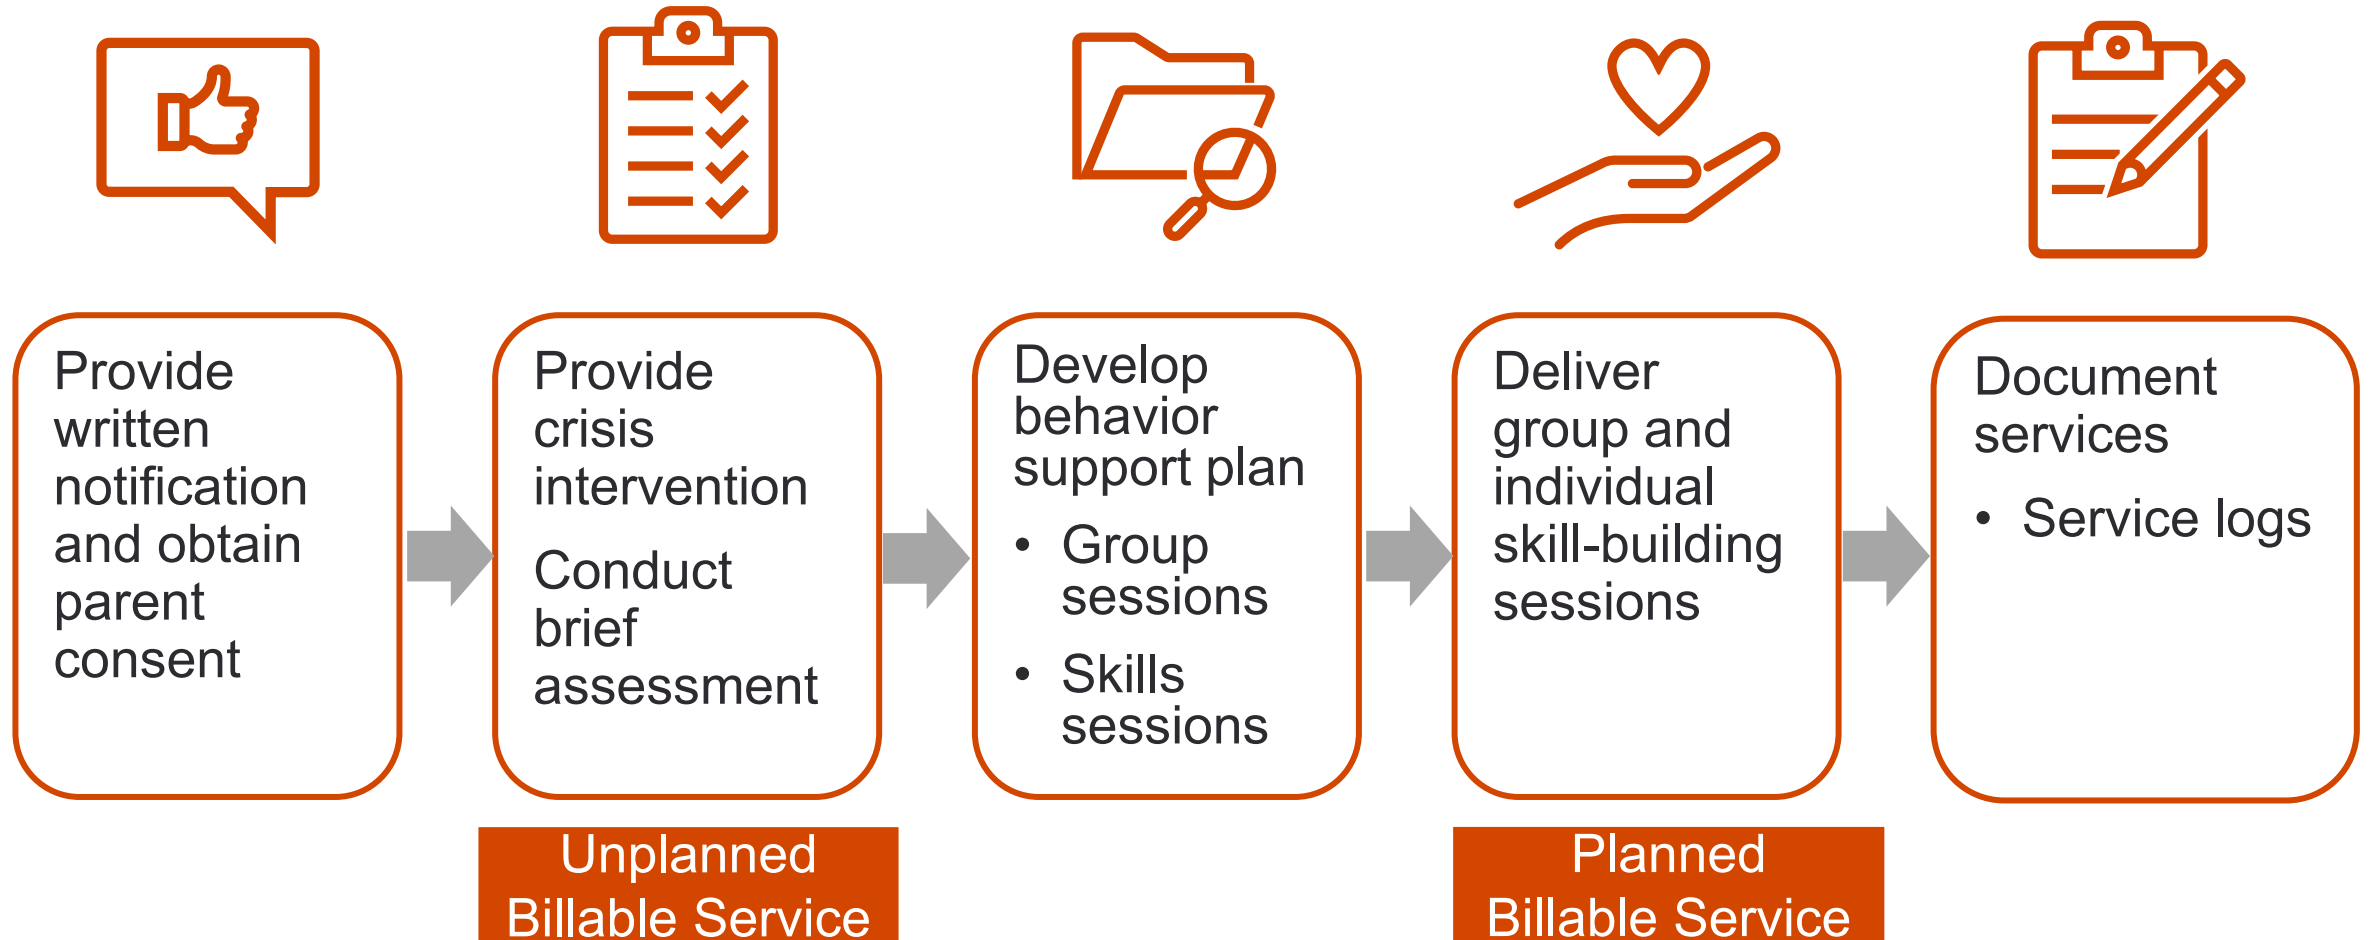 Provide
written
notification
and obtain
parent
consent
Provide
crisis
intervention
Conduct
brief
assessment
Unplanned
Billable Service
Develop
behavior
support plan
• Group
sessions
• Skills
sessions
Deliver
group and
individual
skill-building
sessions
Planned
Billable Service
Document
services
• Service logs